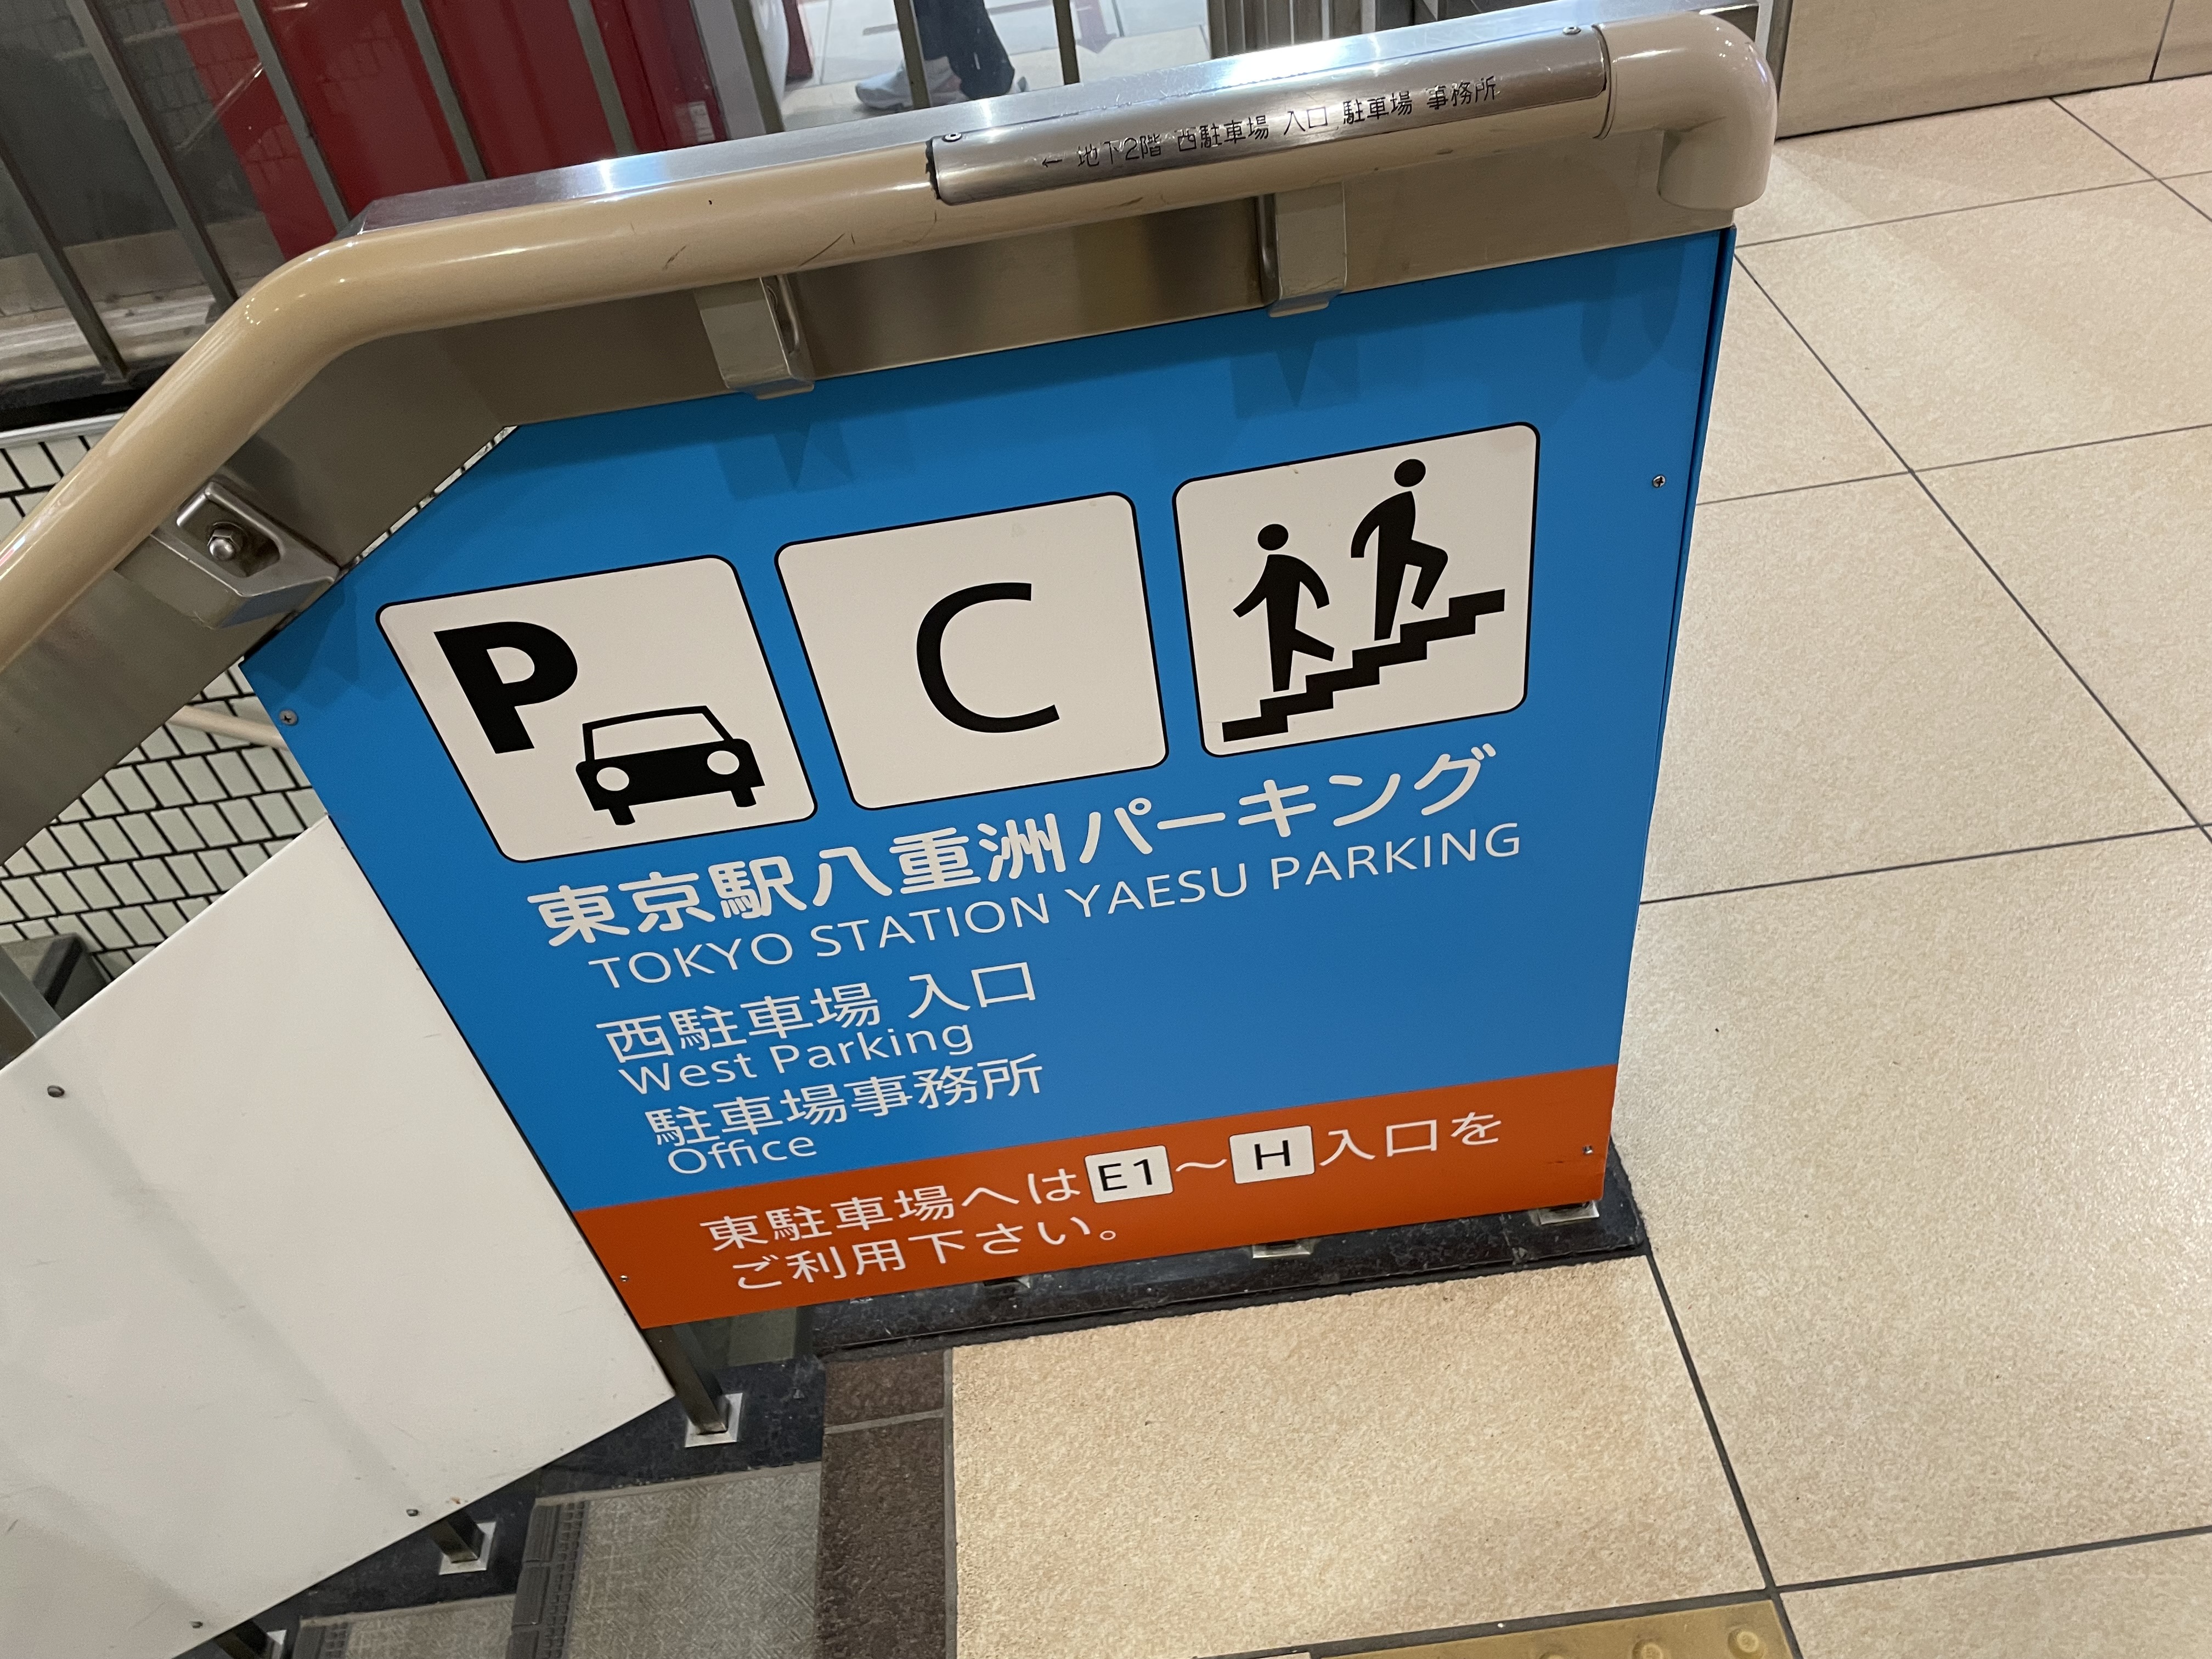 ← 地下2階 西駐車場 入口 駐車場 事務所
P
C
東京駅八重洲パーキング
TOKYO STATION YAESU PARKING
西駐車場 入口
West Parking
駐車場事務所
Office
東駐車場へはE1～H入口を
ご利用下さい。